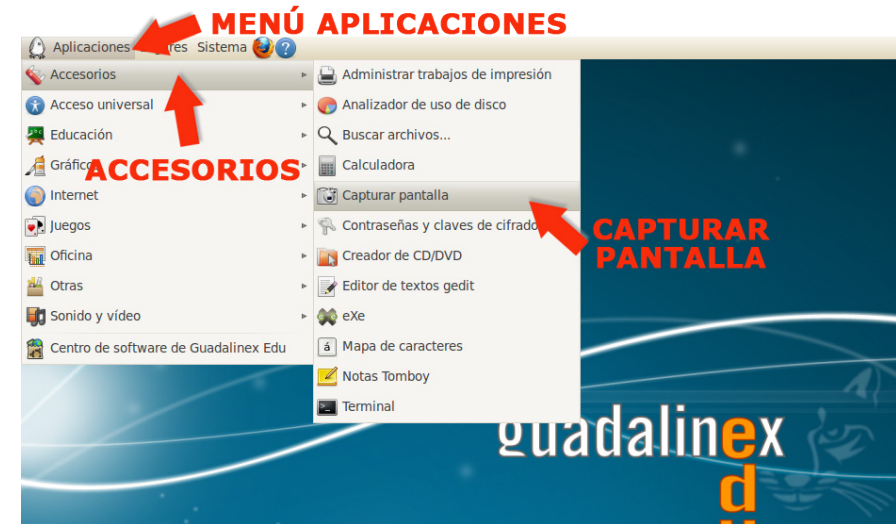 MENÚ APLICACIONES
Aplicaciones Sistema
Accesorios
Acceso universal
Educación
ACCESORIOS
Internet
Juegos
Oficina
Otras
Sonido y vídeo
Centro de software de Guadalinex Edu
Administrar trabajos de impresión
Analizador de uso de disco
Buscar archivos...
Calculadora
Capturar pantalla
Contraseñas y claves de cifrado
Creador de CD/DVD
Editor de textos gedit
eXe
Mapa de caracteres
Notas Tomboy
Terminal
CAPTURAR
PANTALLA
guadalinex